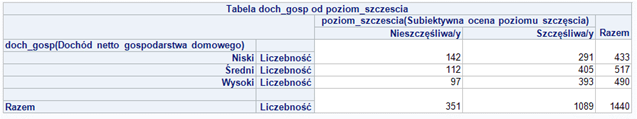 Tabela doch_gosp od poziom_szczescia
poziom_szczescia(Subiektywna ocena poziomu szczęścia)
Nieszczęśliwa/y Szczęśliwa/y Razem
doch_gosp(Dochód netto gospodarstwa domowego)
Niski Liczebność 142 291 433
Średni Liczebność 112 405 517
Wysoki Liczebność 97 393 490
Razem Liczebność 351 1089 1440